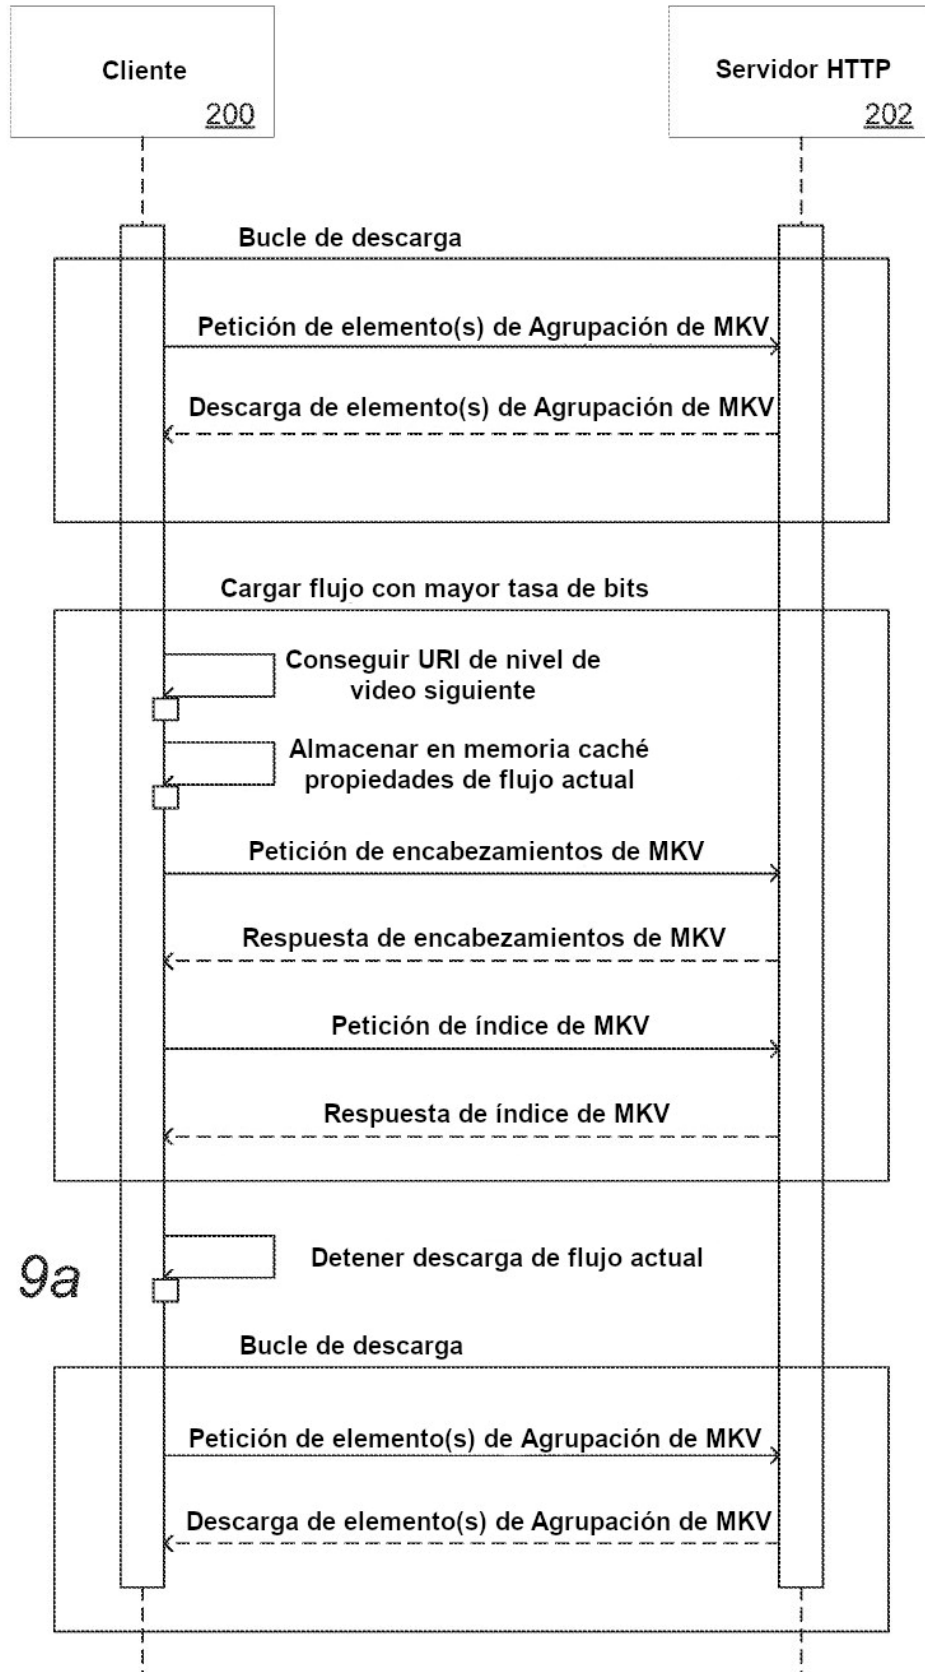 Cliente
200
Servidor HTTP
202
Bucle de descarga
Petición de elemento(s) de Agrupación de MKV
Descarga de elemento(s) de Agrupación de MKV
Cargar flujo con mayor tasa de bits
Conseguir URI de nivel de
video siguiente
Almacenar en memoria caché
propiedades de flujo actual
Petición de encabezamientos de MKV
Respuesta de encabezamientos de MKV
Petición de índice de MKV
Respuesta de índice de MKV
Detener descarga de flujo actual
9a
Bucle de descarga
Petición de elemento(s) de Agrupación de MKV
Descarga de elemento(s) de Agrupación de MKV